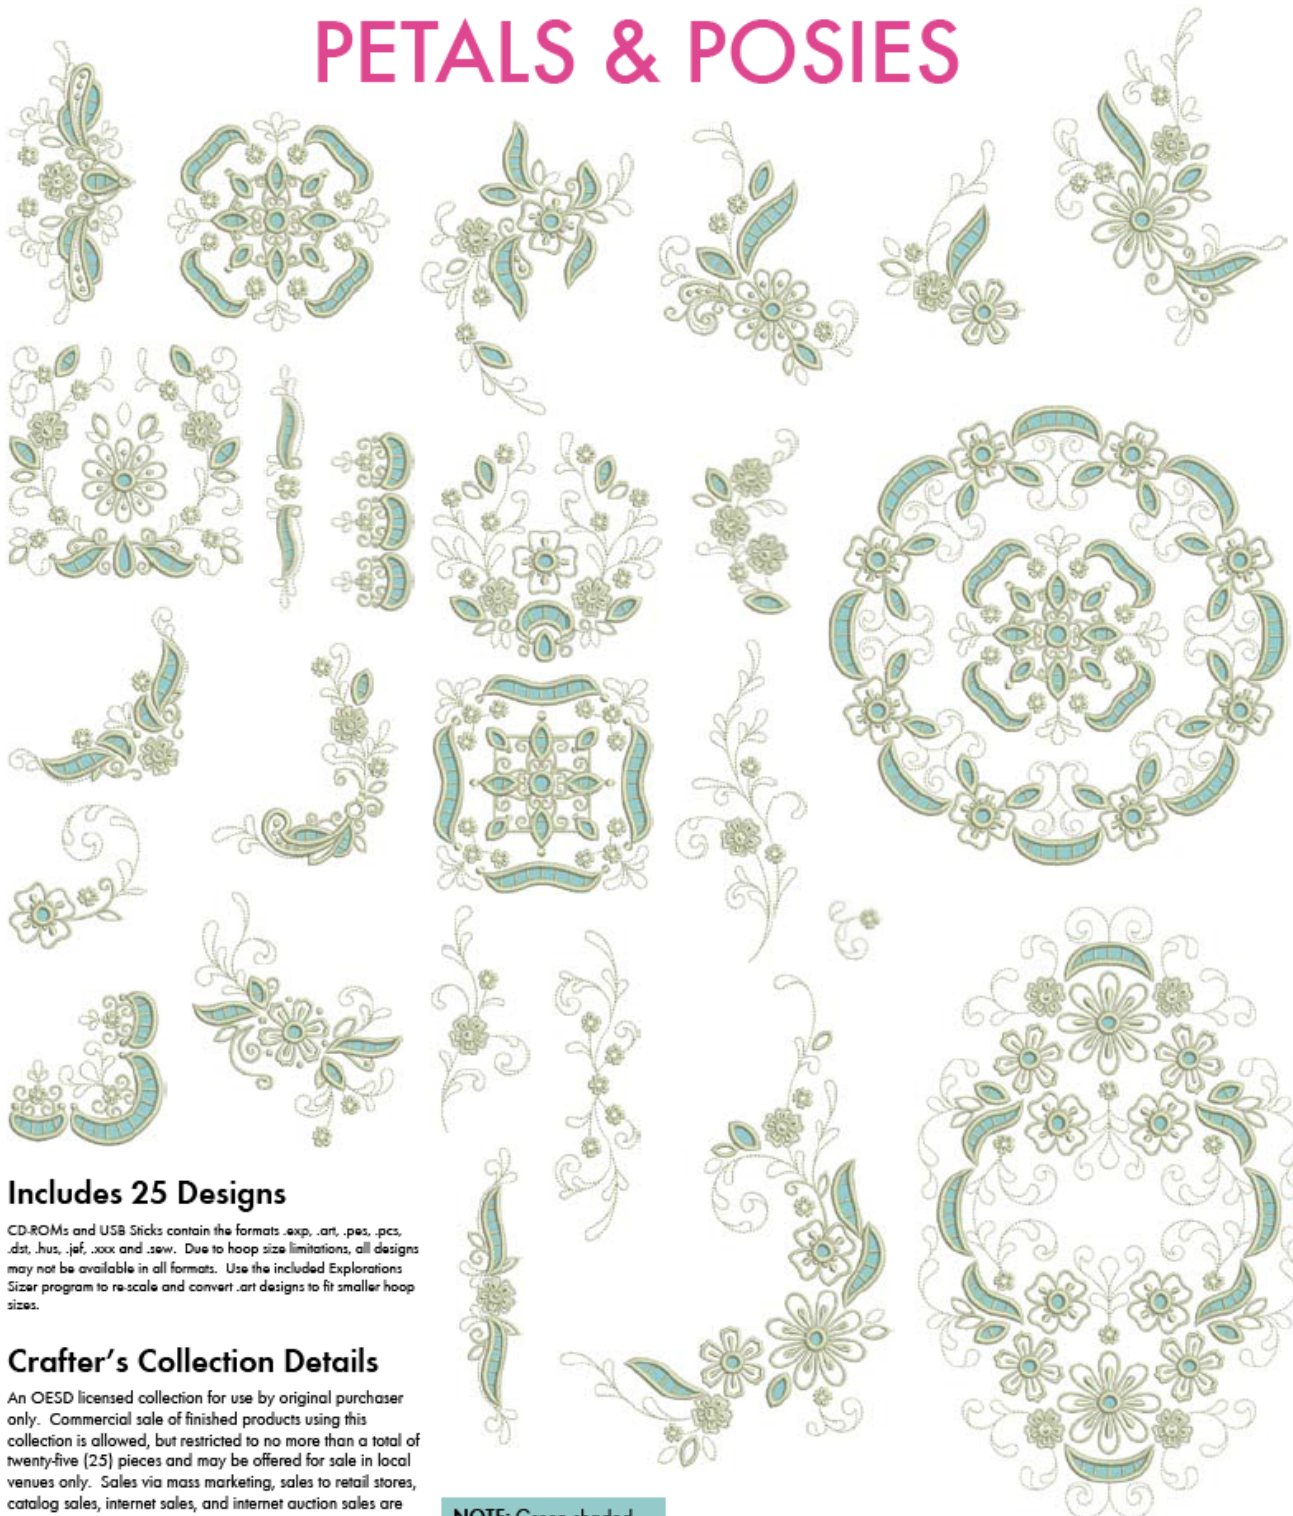 PETALS & POSIES
Includes 25 Designs
CD-ROMs and USB Sticks contain the formats .exp, .art, .pes, .pcs,
.dst, .hus, .jef, .xxx and .sew.  Due to hoop size limitations, all designs
may not be available in all formats.  Use the included Explorations
Sizer program to re-scale and convert .art designs to fit smaller hoop
sizes.
Crafter's Collection Details
An OESD licensed collection for use by original purchaser
only.  Commercial sale of finished products using this
collection is allowed, but restricted to no more than a total of
twenty-five (25) pieces and may be offered for sale in local
venues only.  Sales via mass marketing, sales to retail stores,
catalog sales, internet sales, and internet auction sales are
NOTE: Green shaded